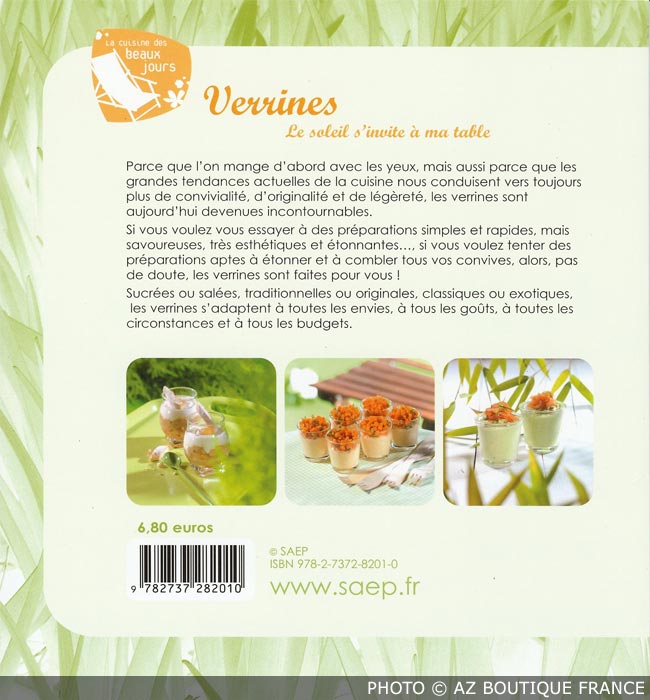 La cuisine des
beaux
jours
Verrines
Le soleil s'invite à ma table
Parce que l'on mange d'abord avec les yeux, mais aussi parce que les
grandes tendances actuelles de la cuisine nous conduisent vers toujours
plus de convivialité, d'originalité et de légèreté, les verrines sont
aujourd'hui devenues incontournables.
Si vous voulez vous essayer à des préparations simples et rapides, mais
savoureuses, très esthétiques et étonnantes..., si vous voulez tenter des
préparations aptes à étonner et à combler tous vos convives, alors, pas
de doute, les verrines sont faites pour vous !
Sucrées ou salées, traditionnelles ou originales, classiques ou exotiques,
les verrines s'adaptent à toutes les envies, à tous les goûts, à toutes les
circonstances et à tous les budgets.
6,80 euros
© SAEP
ISBN 978-2-7372-8201-0
www.saep.fr
9 782737 282010
PHOTO © AZ BOUTIQUE FRANCE